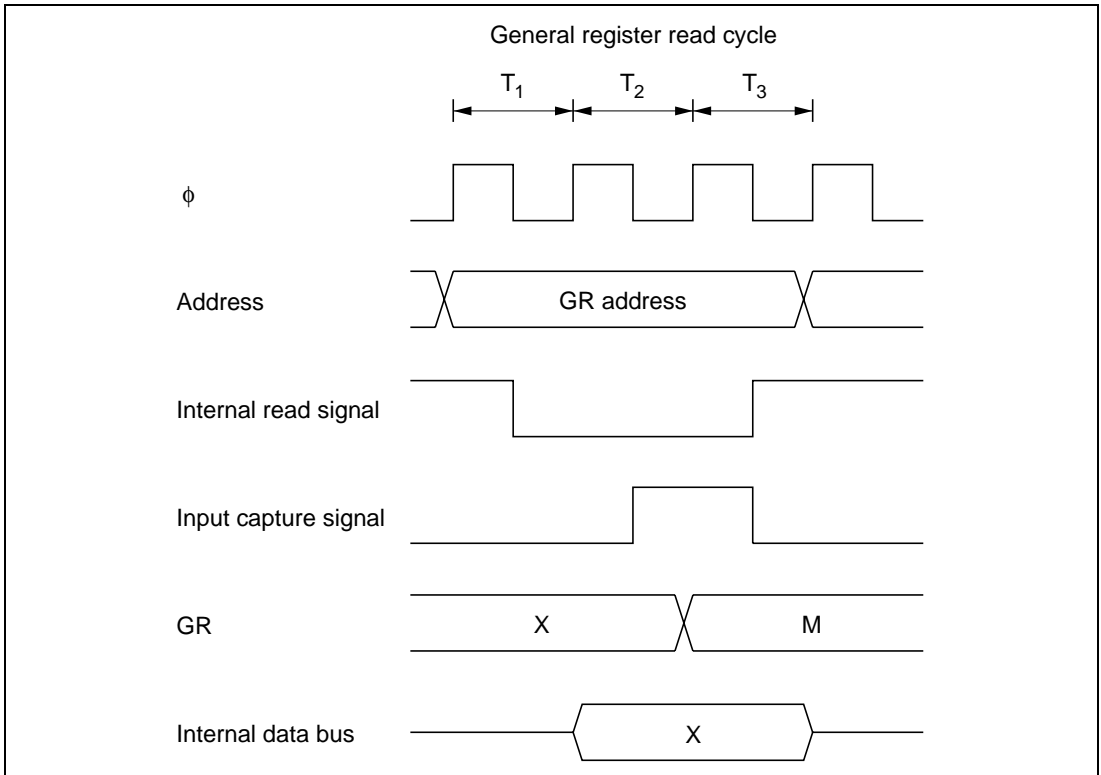 General register read cycle
T1 T2 T3
ϕ
Address GR address
Internal read signal
Input capture signal
GR X M
Internal data bus X